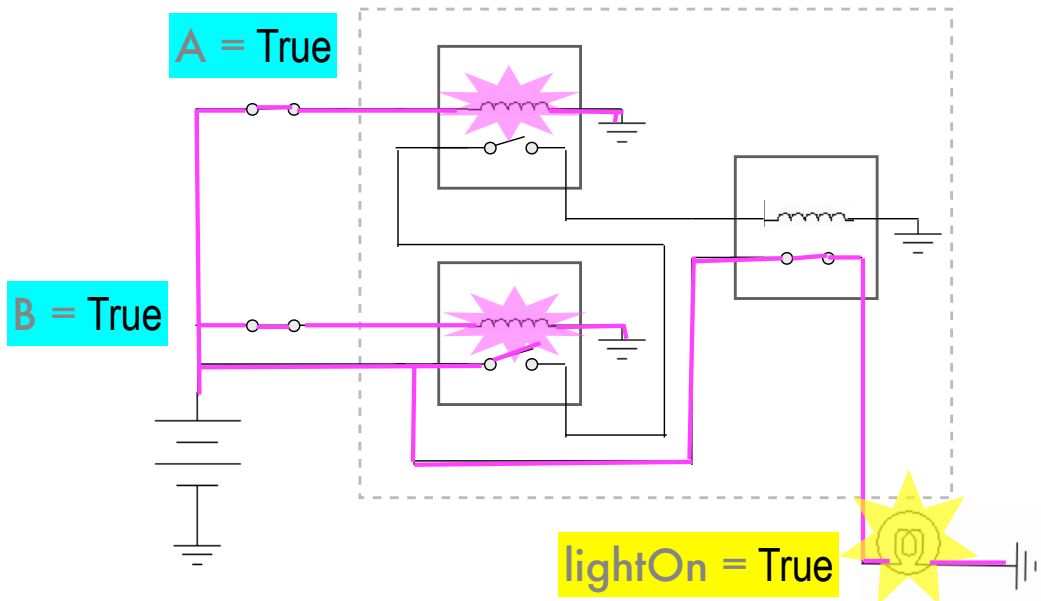 A = True
B = True
lightOn = True